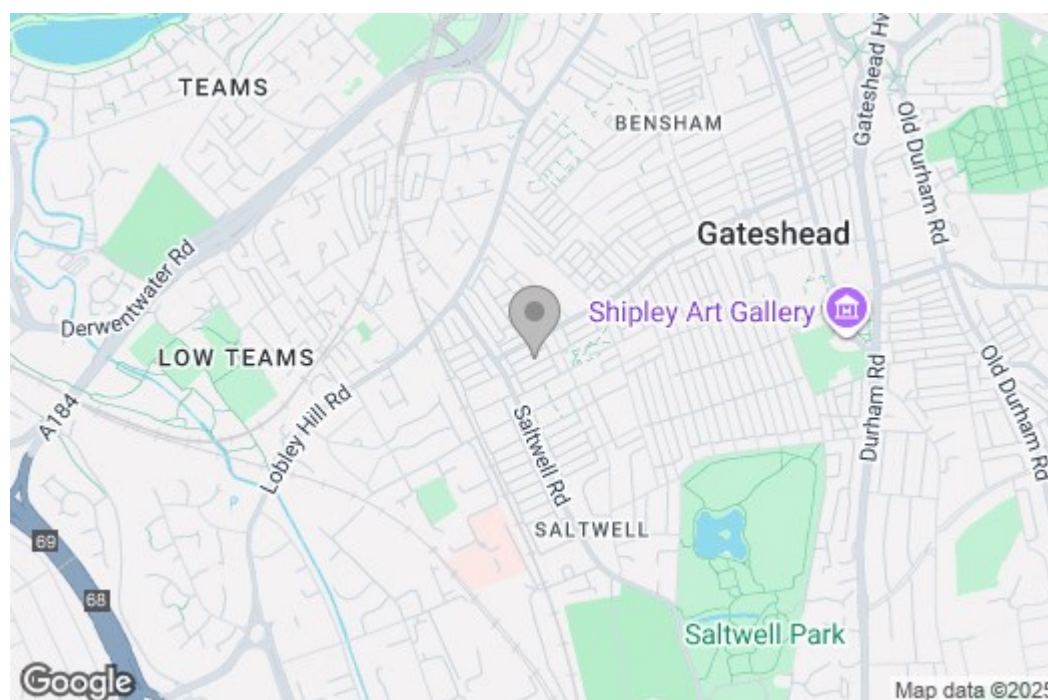 TEAMS
BENSHAM
Gateshead Hwy
Old Durham Rd
Gateshead
Derwentwater Rd
Shipley Art Gallery
LOW TEAMS
Lobley Hill Rd
A184
Saltwell Rd
Durham Rd
Old Durham Rd
SALTWELL
69
68
Saltwell Park
Google
Map data ©2025